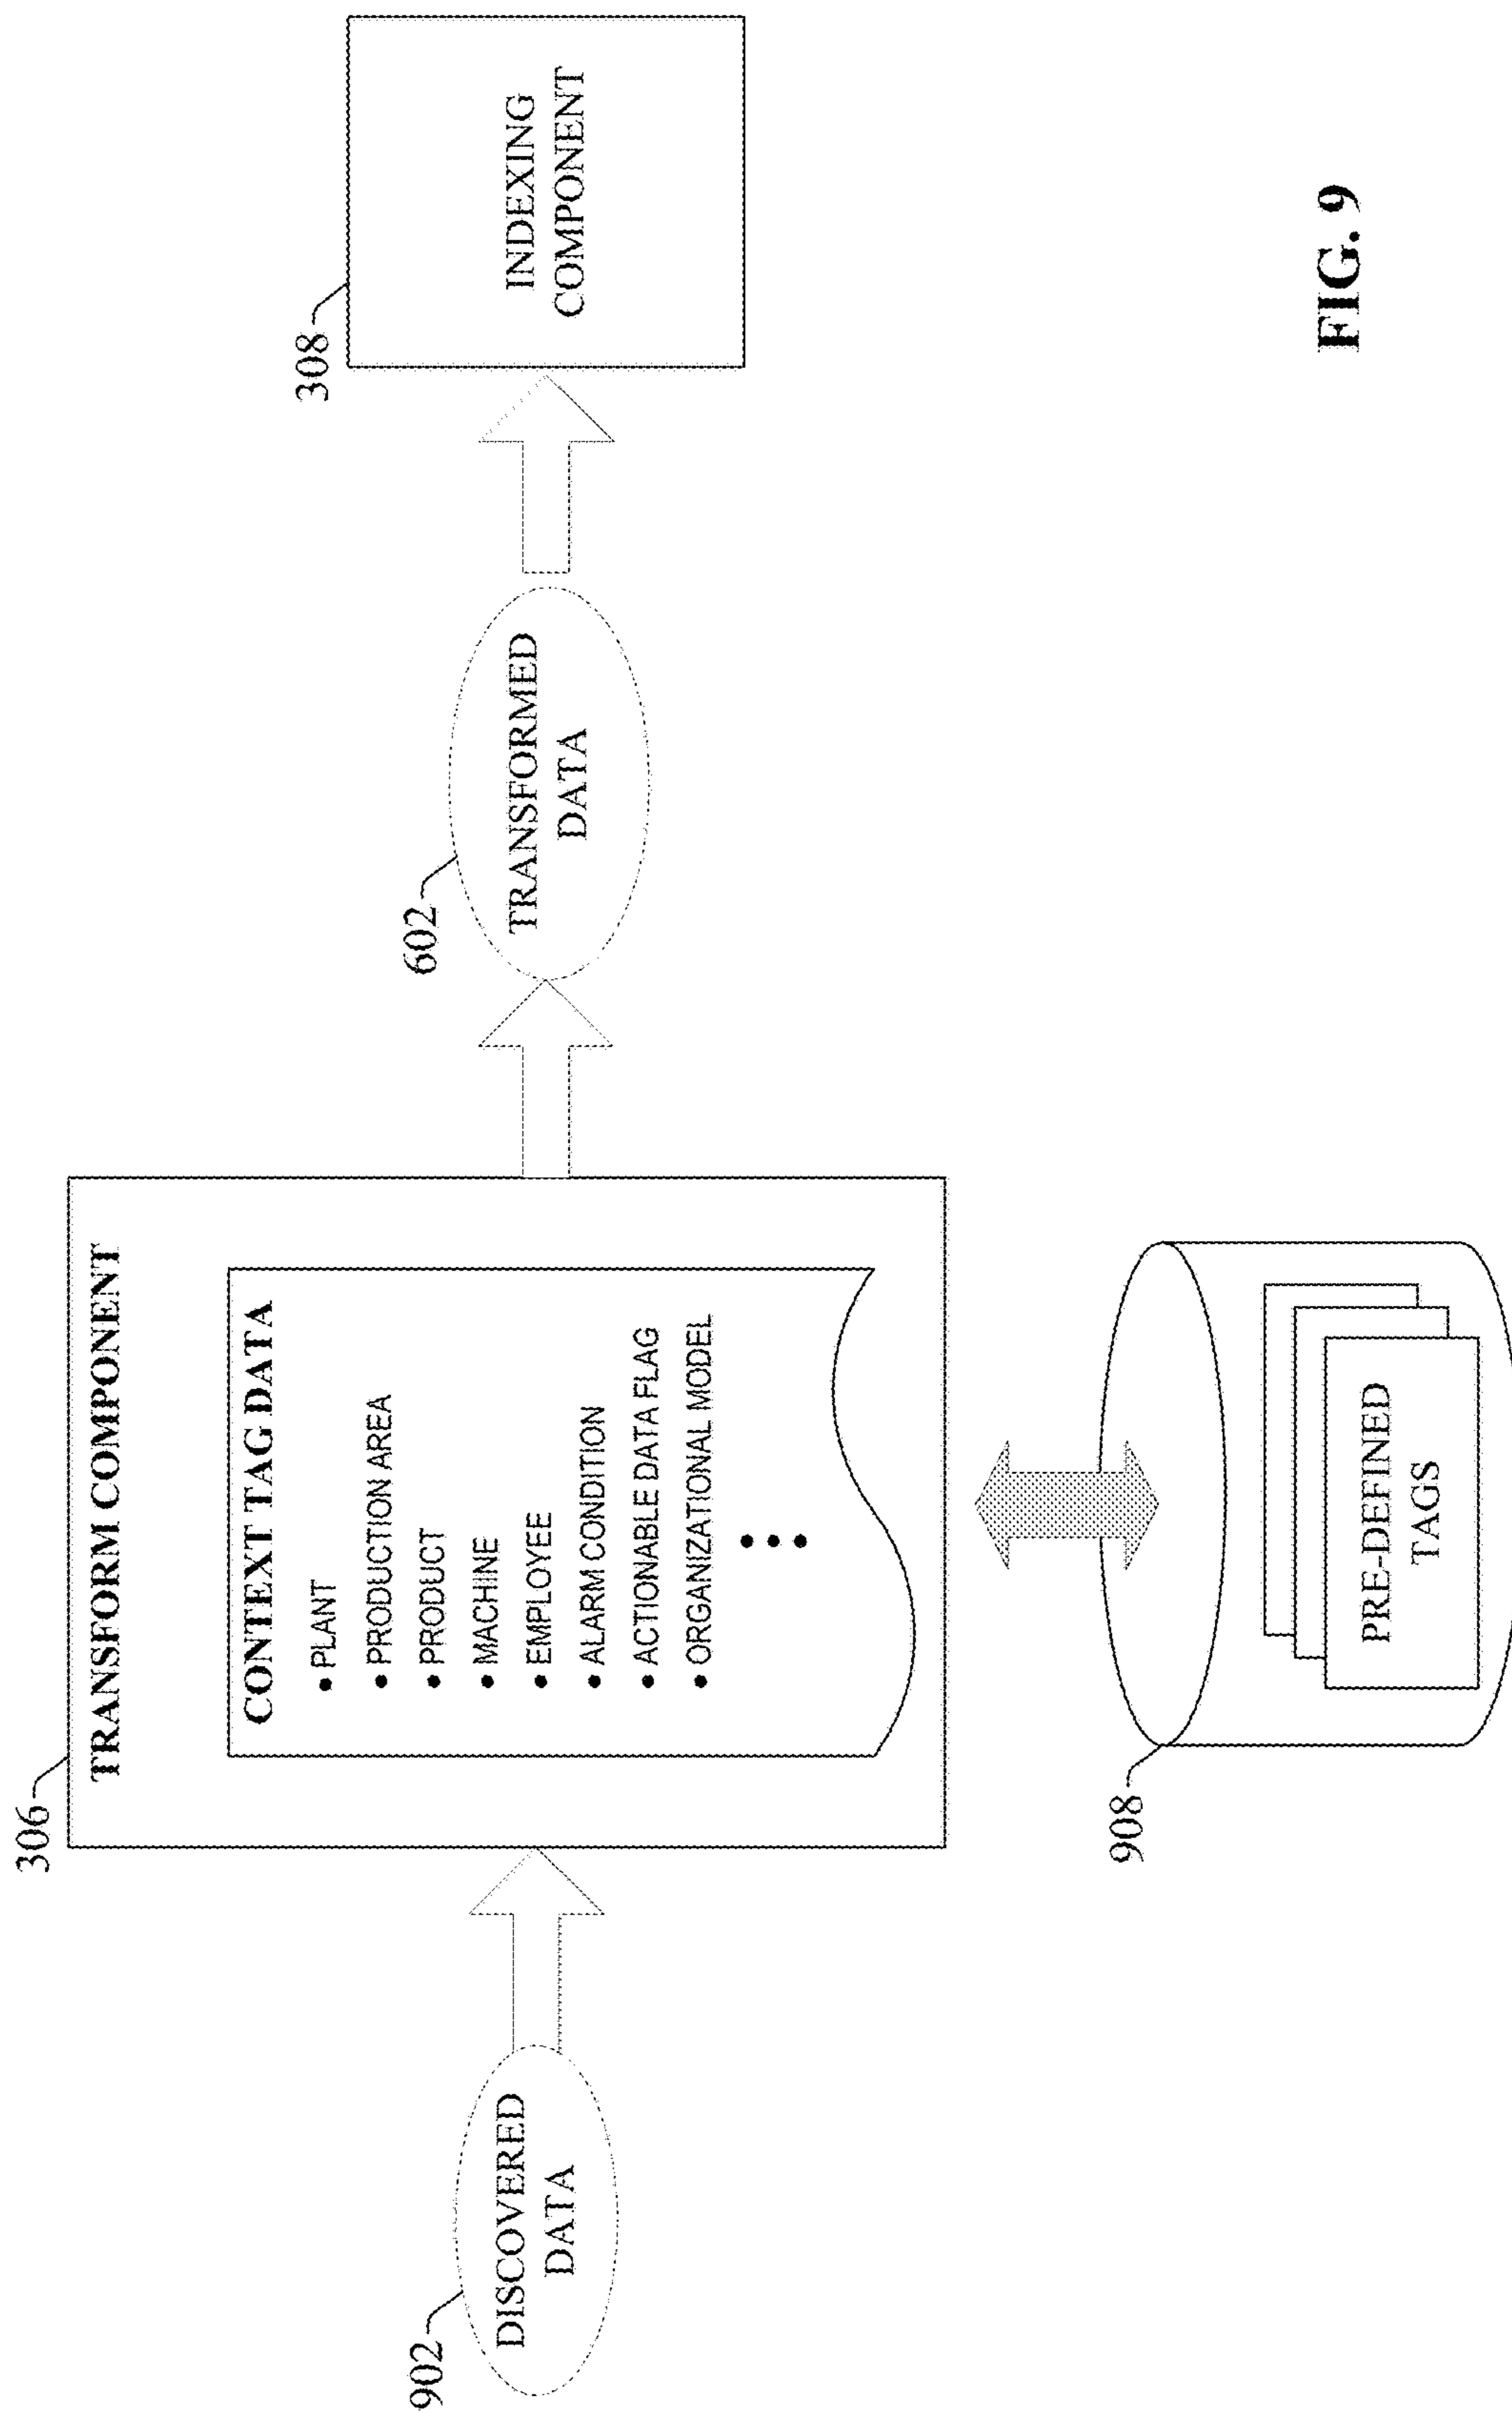 306
TRANSFORM COMPONENT
CONTEXT TAG DATA
• PLANT
• PRODUCTION AREA
• PRODUCT
• MACHINE
• EMPLOYEE
• ALARM CONDITION
• ACTIONABLE DATA FLAG
• ORGANIZATIONAL MODEL
902
DISCOVERED
DATA
602
TRANSFORMED
DATA
308
INDEXING
COMPONENT
908
PRE-DEFINED
TAGS
FIG. 9